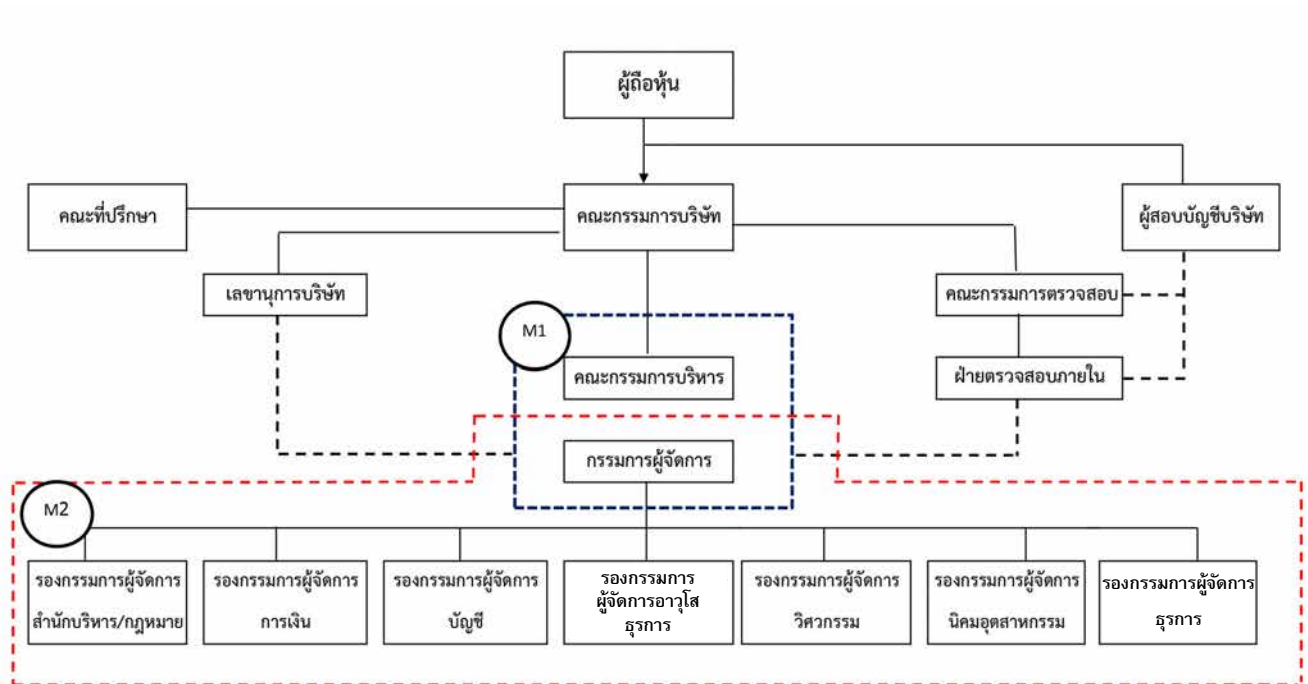 ผู้ถือหุ้น
คณะที่ปรึกษา
คณะกรรมการบริษัท
ผู้สอบบัญชีบริษัท
เลขานุการบริษัท
คณะกรรมการตรวจสอบ
M1
คณะกรรมการบริหาร
ฝ่ายตรวจสอบภายใน
กรรมการผู้จัดการ
M2
รองกรรมการผู้จัดการ
สำนักบริหาร/กฎหมาย
รองกรรมการผู้จัดการ
การเงิน
รองกรรมการผู้จัดการ
บัญชี
รองกรรมการ
ผู้จัดการอาวุโส
ธุรการ
รองกรรมการผู้จัดการ
วิศวกรรม
รองกรรมการผู้จัดการ
นิคมอุตสาหกรรม
รองกรรมการผู้จัดการ
ธุรการ